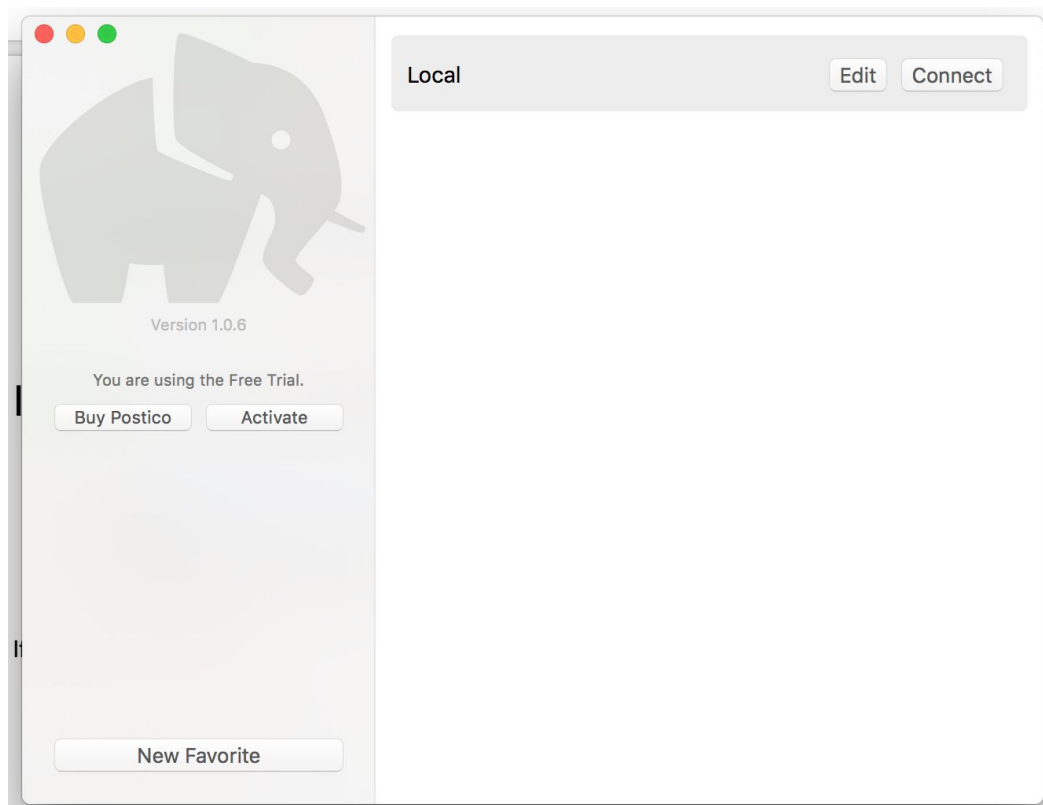 Local
Edit
Connect
Version 1.0.6
You are using the Free Trial.
Buy Postico
Activate
New Favorite